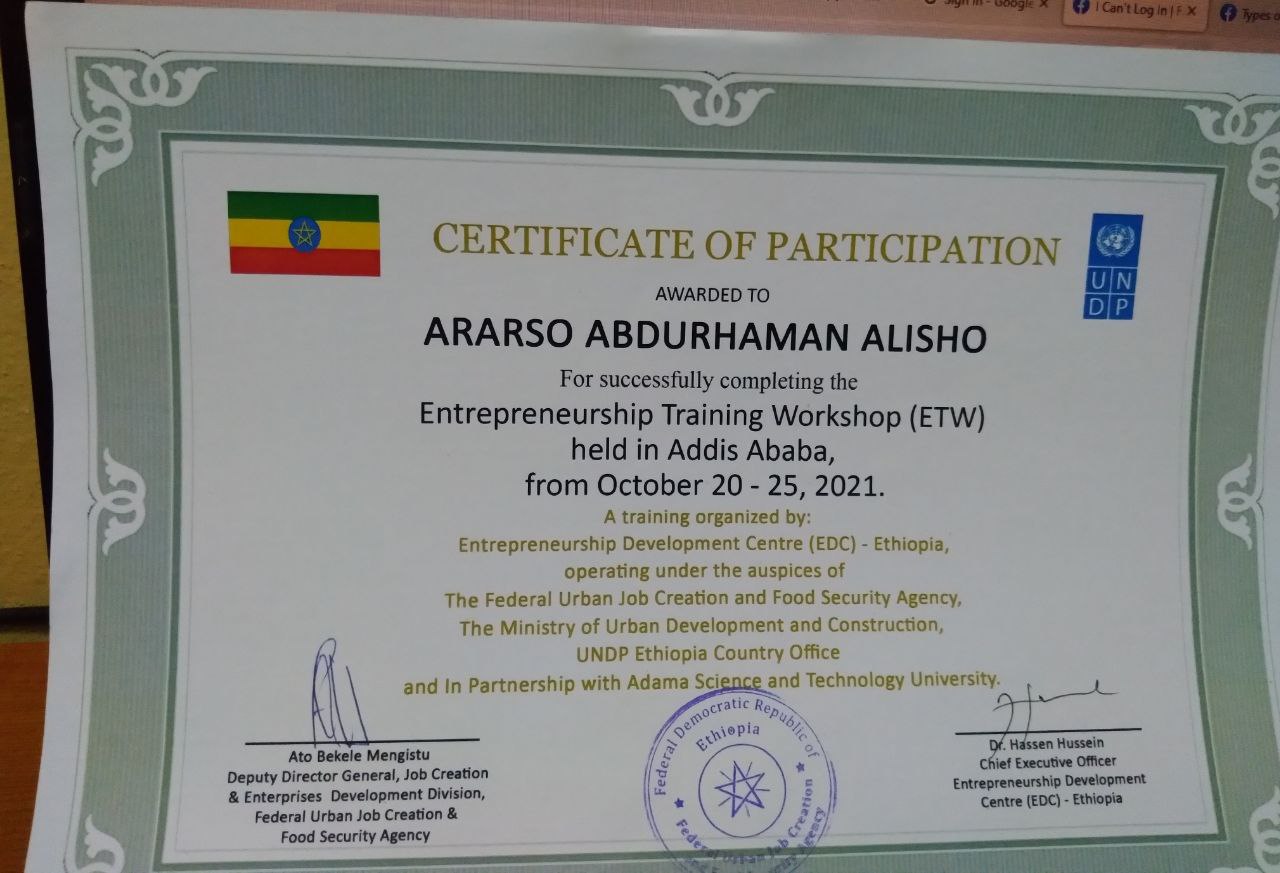 Sign in - Google
I Can't Log In | F
Types o
CERTIFICATE OF PARTICIPATION
UN
DP
AWARDED TO
ARARSO ABDURHAMAN ALISHO
For successfully completing the
Entrepreneurship Training Workshop (ETW)
held in Addis Ababa,
from October 20 - 25, 2021.
A training organized by:
Entrepreneurship Development Centre (EDC) - Ethiopia,
operating under the auspices of
The Federal Urban Job Creation and Food Security Agency,
The Ministry of Urban Development and Construction,
UNDP Ethiopia Country Office
and In Partnership with Adama Science and Technology University.
Ato Bekele Mengistu
Deputy Director General, Job Creation
& Enterprises Development Division,
Federal Urban Job Creation &
Food Security Agency
Federal Democratic Republic of
Ethiopia
Federal Urban Job Creation
and Agency
Dr. Hassen Hussein
Chief Executive Officer
Entrepreneurship Development
Centre (EDC) - Ethiopia